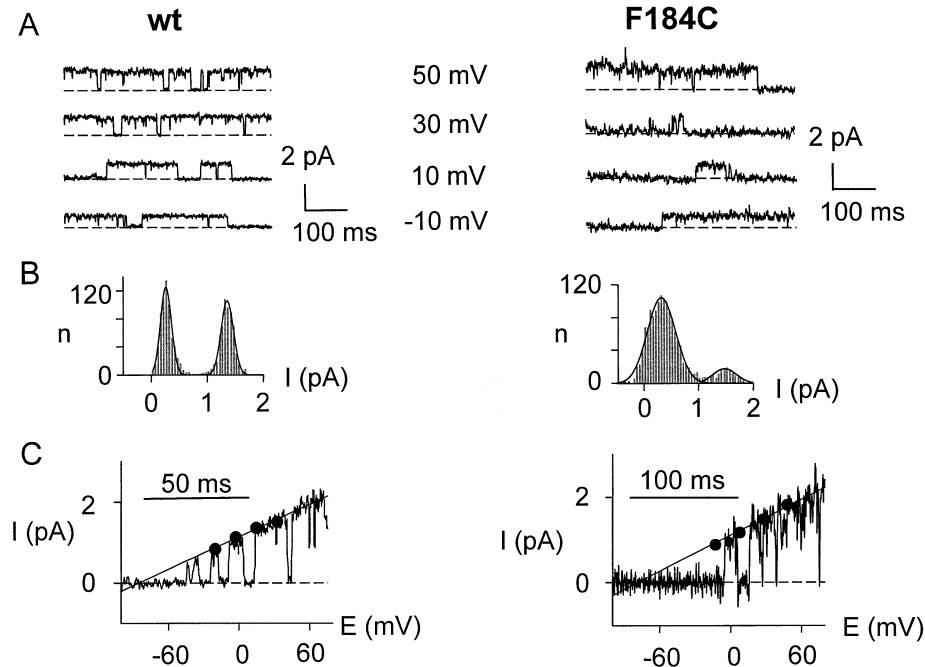 A wt F184C
50 mV
30 mV
2 pA 2 pA
10 mV
100 ms -10 mV 100 ms
B
120 120
n n
0 I (pA) 0 I (pA)
0 1 2 0 1 2
C
50 ms 100 ms
2 2
I (pA) I (pA)
0 0
E (mV) E (mV)
-60 0 60 -60 0 60